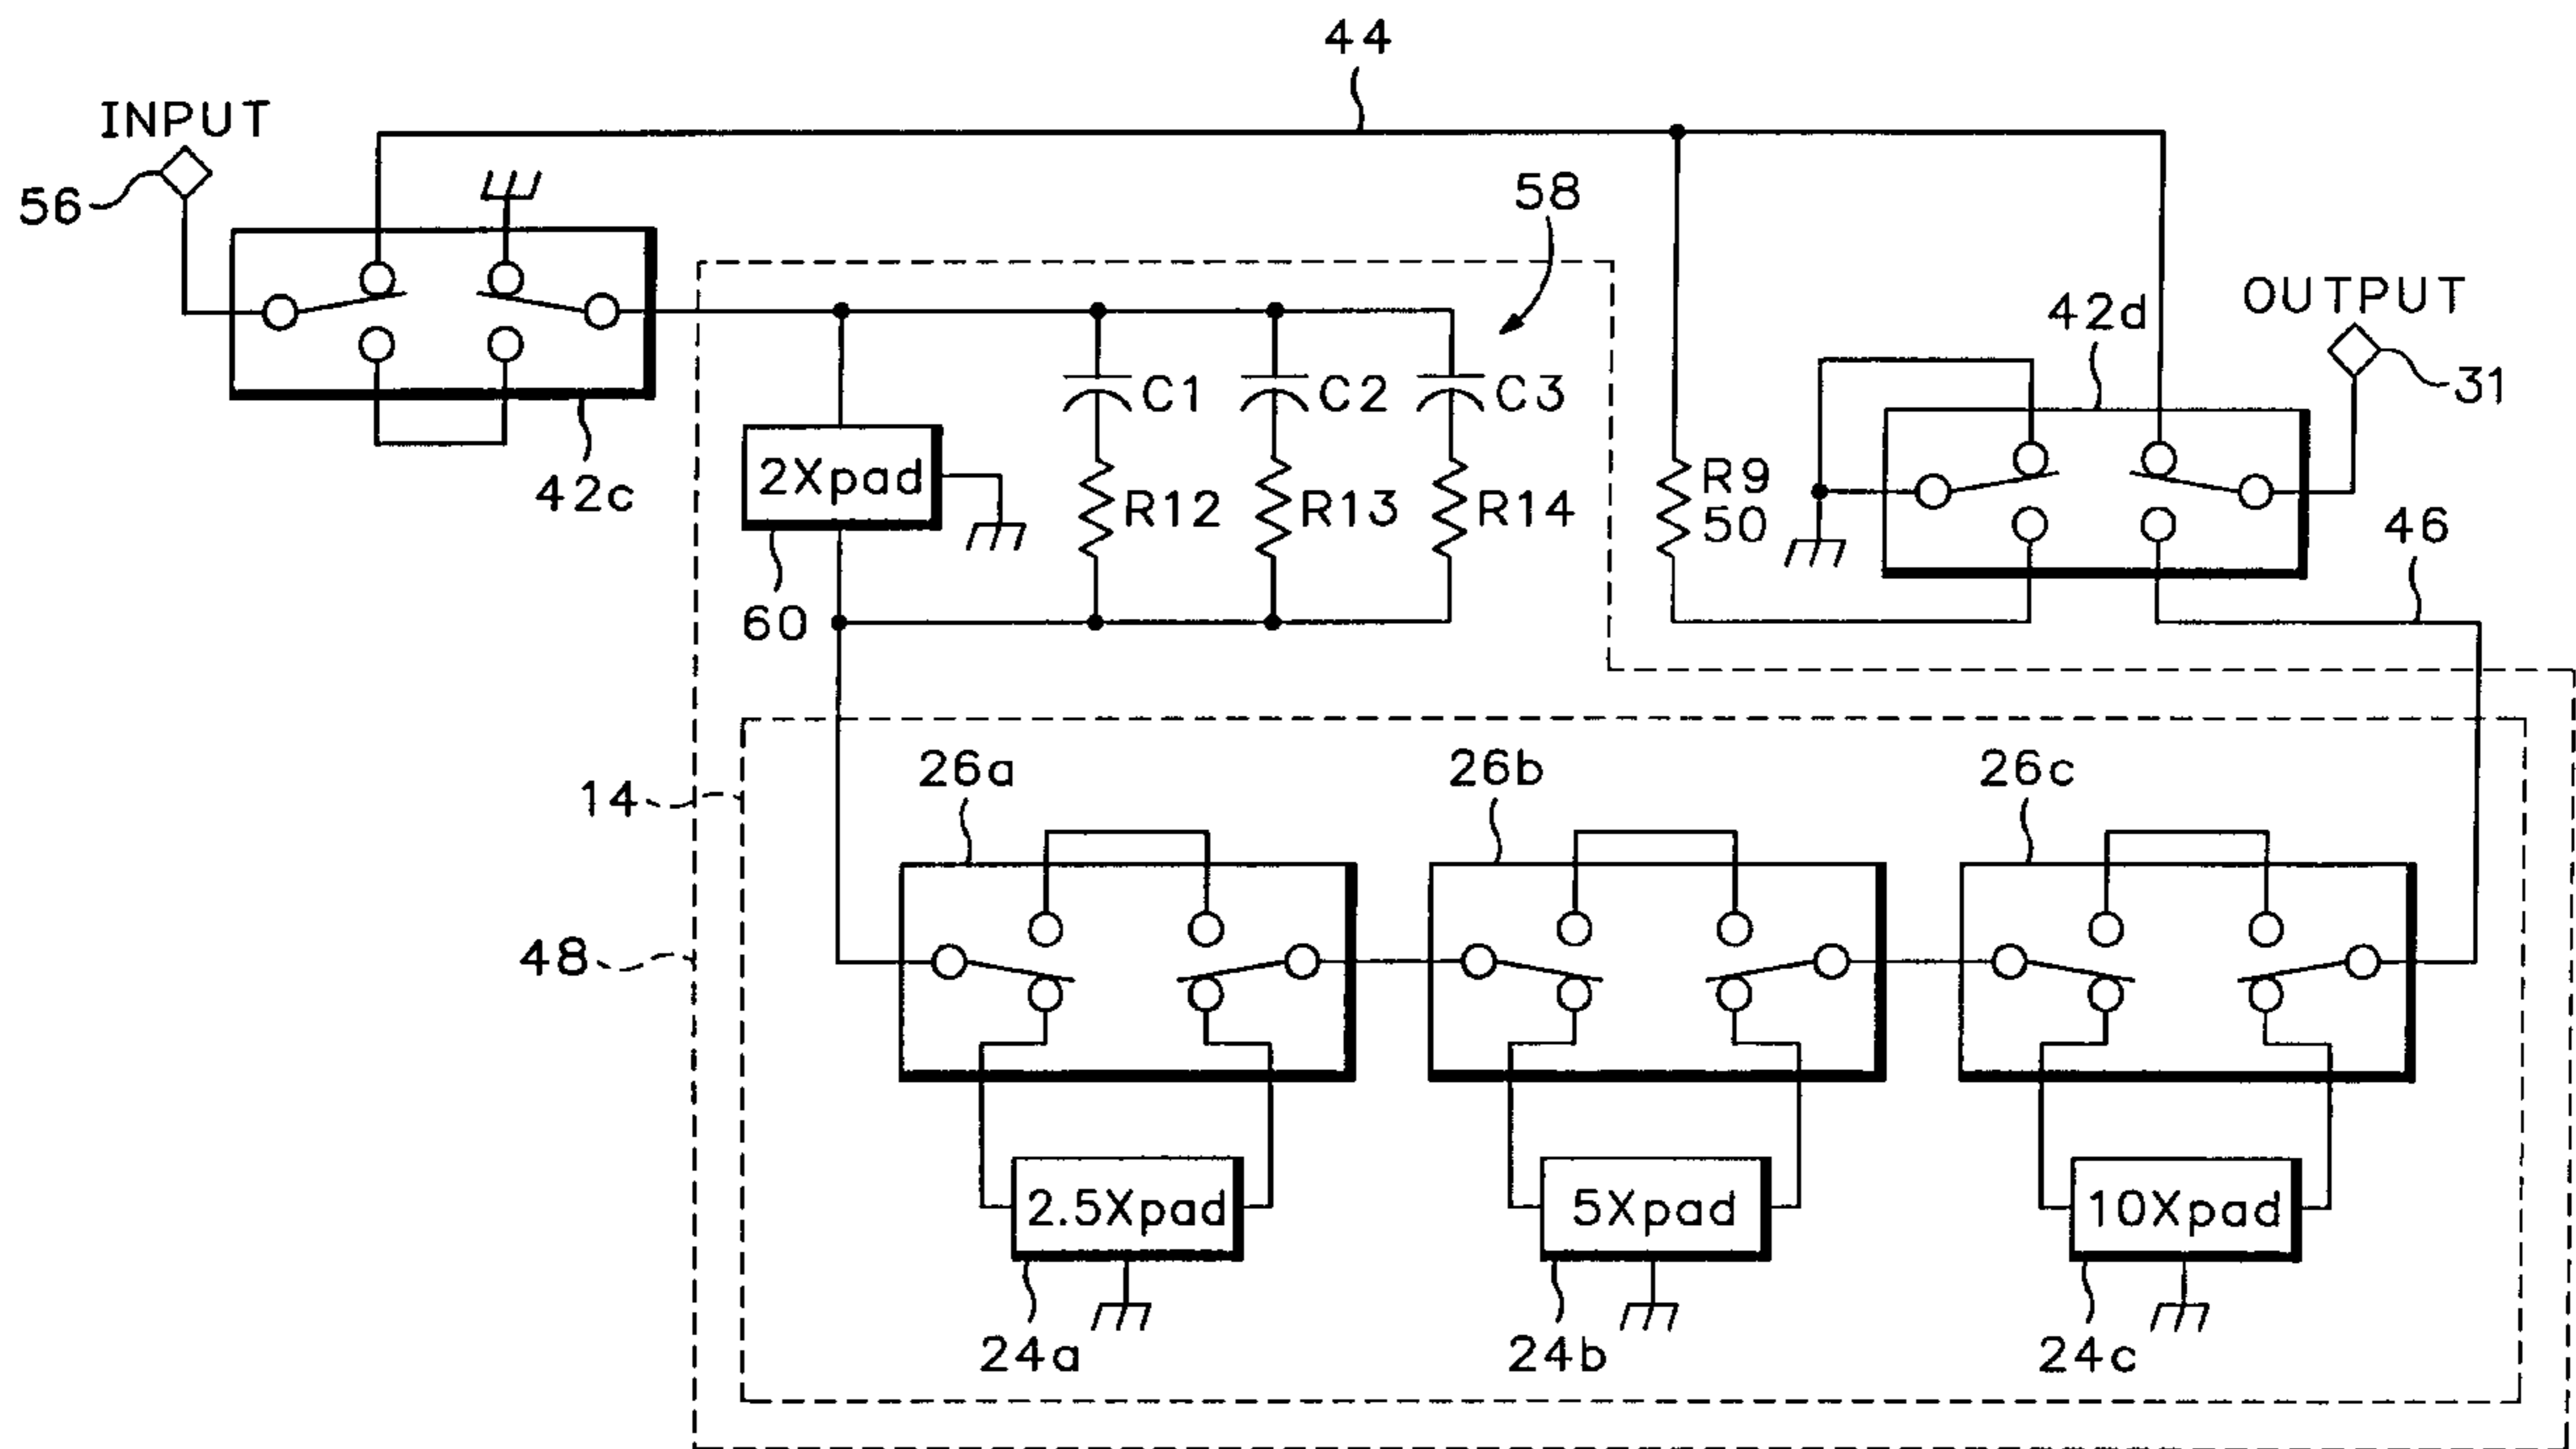 44
INPUT
56
58
42d
OUTPUT
31
C1
C2
C3
42c
2Xpad
R12
R13
R14
R9
50
46
60
14
26a
26b
26c
48
2.5Xpad
5Xpad
10Xpad
24a
24b
24c